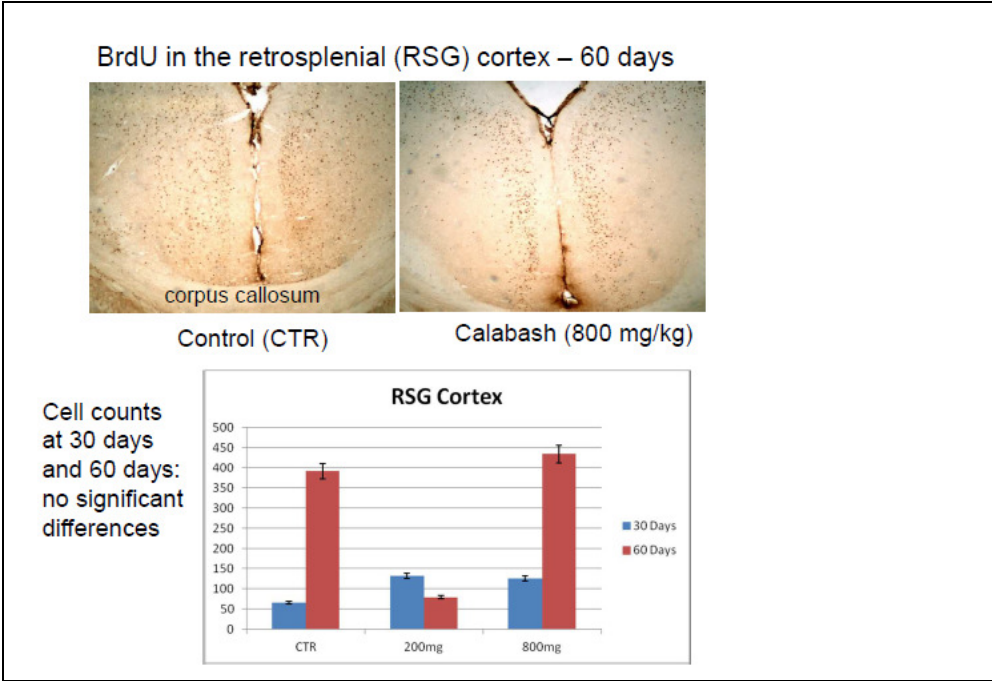 BrdU in the retrosplenial (RSG) cortex – 60 days
corpus callosum
Control (CTR)
Calabash (800 mg/kg)
Cell counts
at 30 days
and 60 days:
no significant
differences
RSG Cortex
500
450
400
350
300
250
200
150
100
50
0
CTR
200mg
800mg
30 Days
60 Days